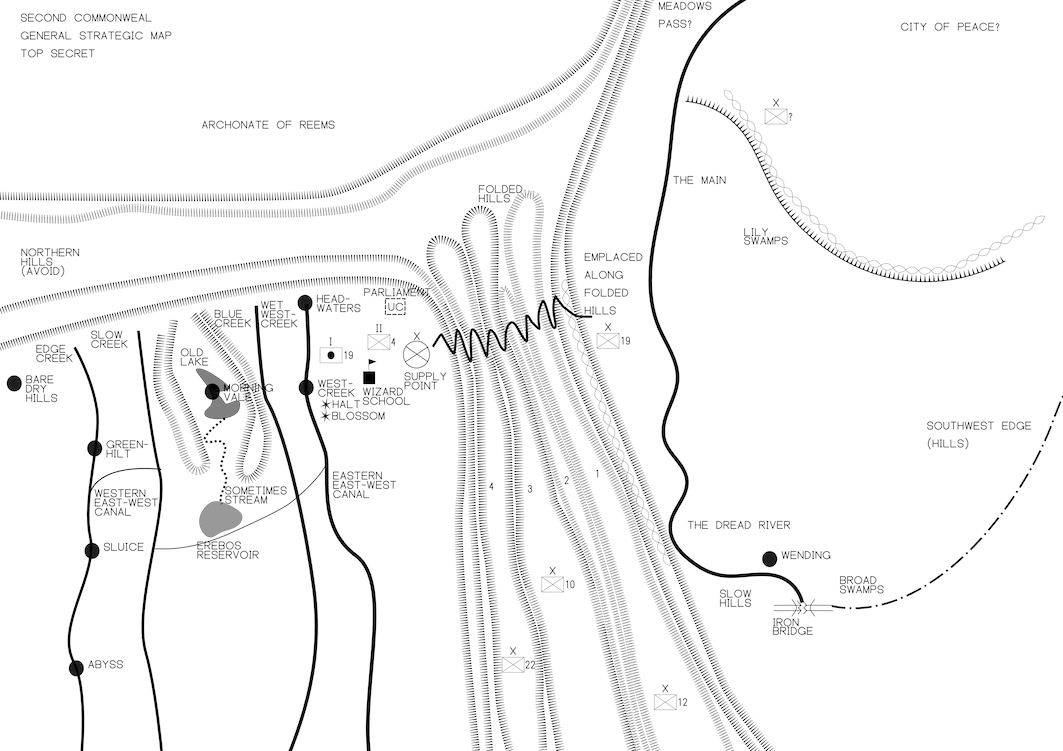 SECOND COMMONWEAL
GENERAL STRATEGIC MAP
TOP SECRET
MEADOWS
PASS?
CITY OF PEACE?
X
?
ARCHONATE OF REEMS
THE MAIN
FOLDED
HILLS
LILY
SWAMPS
NORTHERN
HILLS
(AVOID)
EMPLACED
ALONG
FOLDED
HILLS
PARLIAMENT
UC
HEAD-
WATERS
WET
WEST-
CREEK
BLUE
CREEK
SLOW
CREEK
EDGE
CREEK
OLD
LAKE
I
19
II
4
X
SUPPLY
POINT
X
19
BARE
DRY
HILLS
MORNING
VALE
WEST-
CREEK
HALT
BLOSSOM
WIZARD
SCHOOL
SOUTHWEST EDGE
(HILLS)
GREEN-
HILT
WESTERN
EAST-WEST
CANAL
SOMETIMES
STREAM
EASTERN
EAST-WEST
CANAL
4
3
2
1
SLUICE
EREBOS
RESERVOIR
THE DREAD RIVER
WENDING
X
10
SLOW
HILLS
BROAD
SWAMPS
IRON
BRIDGE
ABYSS
X
22
X
12